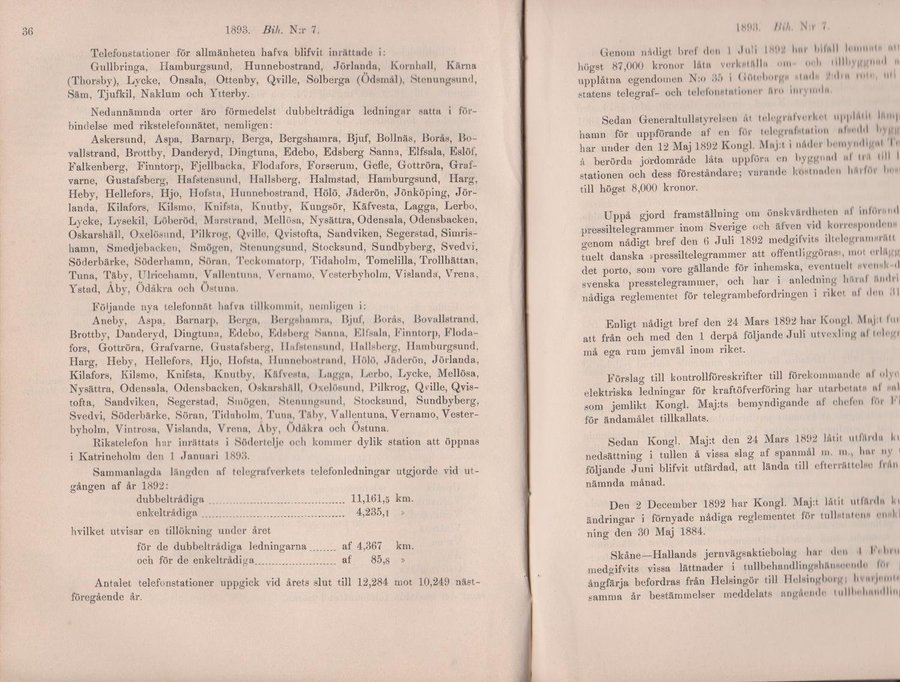 36
1893. Bih. N:r 7.
Telefonstationer för allmänheten hafva blifvit inrättade i:
Gullbringa, Hamburgsund, Hunnebostrand, Jörlanda, Kornhall, Kärna
(Thorsby), Lycke, Onsala, Ottenby, Qville, Solberga (Ödsmål), Stenungsund,
Säm, Tjufkil, Naklum och Ytterby.
Nedannämnda orter äro förmedelst dubbeltrådiga ledningar satta i för-
bindelse med rikstelefonnätet, nemligen:
Askersund, Aspa, Barnarp, Berga, Bergshamra, Bjuf, Bollnäs, Borås, Bo-
vallstrand, Brottby, Danderyd, Dingtuna, Edebo, Edsberg Sanna, Elfsala, Eslöf,
Falkenberg, Finntorp, Fjellbacka, Flodafors, Forserum, Gefle, Gottröra, Graf-
varne, Gustafsberg, Hafstensund, Hallsberg, Halmstad, Hamburgsund, Harg,
Heby, Hellefors, Hjo, Hofsta, Hunnebostrand, Hölö, Jäderön, Jönköping, Jör-
landa, Kilafors, Kilsmo, Knifsta, Knutby, Kungsör, Käfvesta, Lagga, Lerbo,
Lycke, Lysekil, Löberöd, Marstrand, Mellösa, Nysättra, Odensala, Odensbacken,
Oskarshäll, Oxelösund, Pilkrog, Qville, Qvistofta, Sandviken, Segerstad, Simris-
hamn, Smedjebacken, Smögen, Stenungsund, Stocksund, Sundbyberg, Svedvi,
Söderbärke, Söderhamn, Söran, Teckomatorp, Tidaholm, Tomelilla, Trollhättan,
Tuna, Täby, Ulricehamn, Vallentuna, Vernamo, Vesterbyholm, Vislanda, Vrena,
Ystad, Åby, Ödåkra och Östuna.
Följande nya telefonnät hafva tillkommit, nemligen i:
Aneby, Aspa, Barnarp, Berga, Bergshamra, Bjuf, Borås, Bovallstrand,
Brottby, Danderyd, Dingtuna, Edebo, Edsberg Sanna, Elfsala, Finntorp, Floda-
fors, Gottröra, Grafvarne, Gustafsberg, Hafstensund, Hallsberg, Hamburgsund,
Harg, Heby, Hellefors, Hjo, Hofsta, Hunnebostrand, Hölö, Jäderön, Jörlanda,
Kilafors, Kilsmo, Knifsta, Knutby, Käfvesta, Lagga, Lerbo, Lycke, Mellösa,
Nysättra, Odensala, Odensbacken, Oskarshäll, Oxelösund, Pilkrog, Qville, Qvis-
tofta, Sandviken, Segerstad, Smögen, Stenungsund, Stocksund, Sundbyberg,
Svedvi, Söderbärke, Söran, Tidaholm, Tuna, Täby, Vallentuna, Vernamo, Vester-
byholm, Vintrosa, Vislanda, Vrena, Åby, Ödåkra och Östuna.
Rikstelefon har inrättats i Södertelje och kommer dylik station att öppnas
i Katrineholm den 1 Januari 1893.
Sammanlagda längden af telegrafverkets telefonledningar utgjorde vid ut-
gången af år 1892:
dubbeltrådiga 11,161,5 km.
enkeltrådiga 4,235,1 »
hvilket utvisar en tillökning under året
för de dubbeltrådiga ledningarna af 4,367 km.
och för de enkeltrådiga af 85,8 »
Antalet telefonstationer uppgick vid årets slut till 12,284 mot 10,249 näst-
föregående år.
1893. Bih. N:r 7.
Genom nådigt bref den 1 Juli 1892 har bifall lemnats
högst 87,000 kronor låta verkställa om- och tillbyggnad
upplåtna egendomen N:o 35 i Göteborgs stads 2:dra rote,
statens telegraf- och telefonstationer äro inrymda.
Sedan Generaltullstyrelsen åt telegrafverket upplåtit
hamn för uppförande af en för telegrafstation afsedd
har under den 12 Maj 1892 Kongl. Maj:t i nåder bemyndigat
å berörda jordområde låta uppföra en byggnad af trä till
stationen och dess föreståndare; varande kostnaden härför
till högst 8,000 kronor.
Uppå gjord framställning om önskvärdheten af
pressiltelegrammer inom Sverige och äfven vid
genom nådigt bref den 6 Juli 1892 medgifvits
tuelt danska »pressiltelegrammer att offentliggöras», mot
det porto, som vore gällande för inhemska, eventuelt
svenska presstelegrammer, och har i anledning häraf
nådiga reglementet för telegrambefordringen i riket af den
Enligt nådigt bref den 24 Mars 1892 har Kongl. Maj:t
att från och med den 1 derpå följande Juli utvexling af
må ega rum jemväl inom riket.
Förslag till kontrollföreskrifter till förekommande af
elektriska ledningar för kraftöfverföring har utarbetats af
som jemlikt Kongl. Maj:ts bemyndigande af chefen för
för ändamålet tillkallats.
Sedan Kongl. Maj:t den 24 Mars 1892 låtit utfärda
nedsättning i tullen å vissa slag af spanmål m. m., har ny
följande Juni blifvit utfärdad, att lända till efterrättelse från
nämnda månad.
Den 2 December 1892 har Kongl. Maj:t låtit utfärda
ändringar i förnyade nådiga reglementet för tullstatens
ning den 30 Maj 1884.
Skåne—Hallands jernvägsaktiebolag har den 4
medgifvits vissa lättnader i tullbehandlingshänseende för
ångfärja befordras från Helsingör till Helsingborg;
samma år bestämmelser meddelats angående